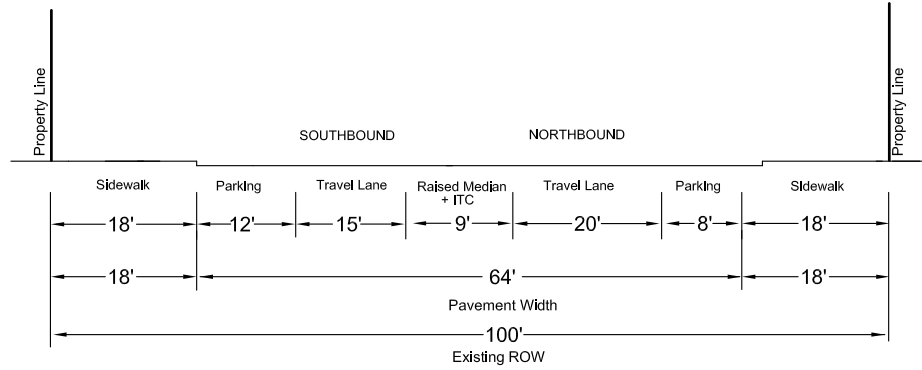 Property Line
Property Line
SOUTHBOUND NORTHBOUND
Sidewalk Parking Travel Lane Raised Median Travel Lane Parking Sidewalk
+ ITC
18' 12' 15' 9' 20' 8' 18'
18' 64' 18'
Pavement Width
100'
Existing ROW